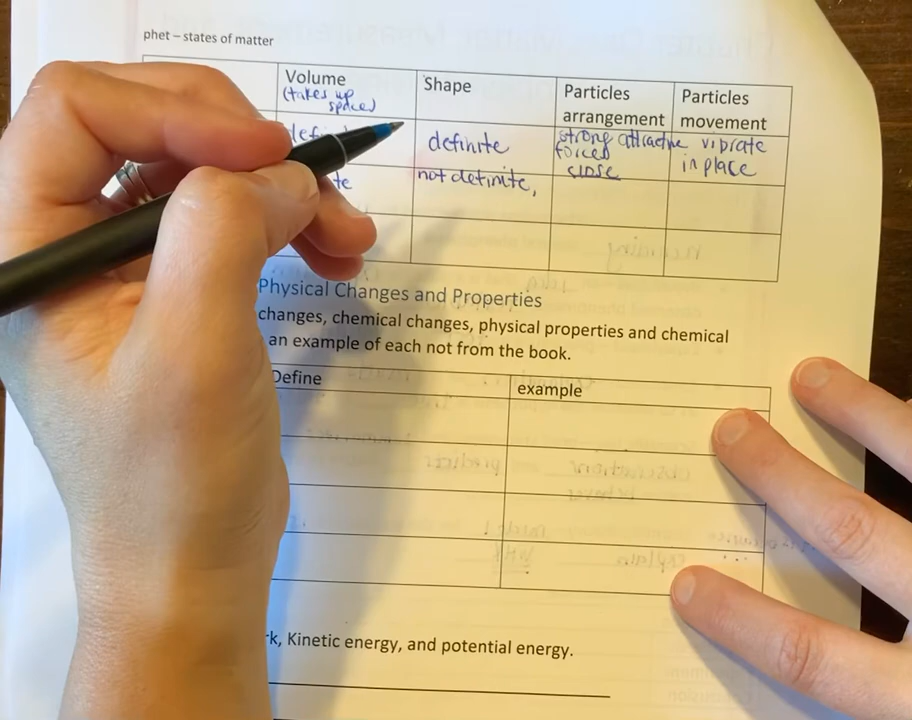 phet – states of matter
Volume
(takes up
space)
Shape
Particles
arrangement
Particles
movement
definite
strong attractive
forces
close
vibrate
in place
not definite,
Physical Changes and Properties
changes, chemical changes, physical properties and chemical
an example of each not from the book.
Define
example
Kinetic energy, and potential energy.